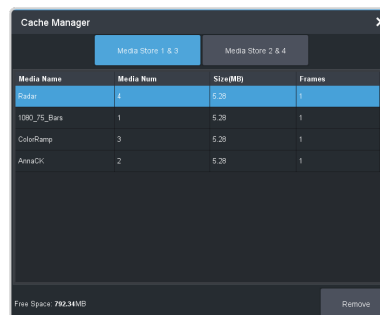 Cache Manager
Media Store 1 & 3 Media Store 2 & 4
Media Name Media Num Size(MB) Frames
Radar 4 5.28 1
1080_75_Bars 1 5.28 1
ColorRamp 3 5.28 1
AnnaCK 2 5.28 1
Free Space: 792.34MB Remove